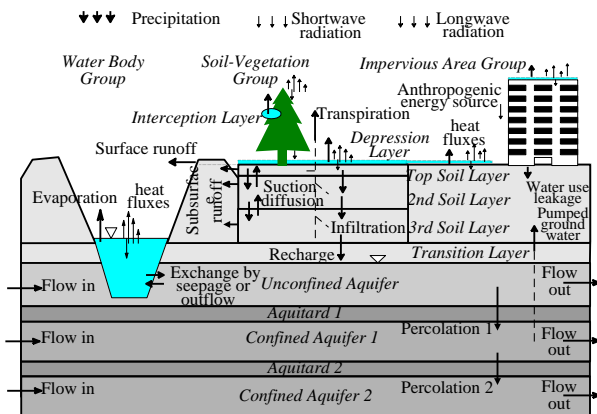 Precipitation
Shortwave
radiation
Longwave
radiation
Water Body
Group
Soil-Vegetation
Group
Impervious Area Group
Anthropogenic
energy source
Interception Layer
Transpiration
Depression
Layer
heat
fluxes
Surface runoff
Subsurface
runoff
Suction
diffusion
Top Soil Layer
2nd Soil Layer
3rd Soil Layer
Water use
leakage
Pumped
ground
water
Evaporation
heat
fluxes
Infiltration
Recharge
Transition Layer
Exchange by
seepage or
outflow
Flow in
Unconfined Aquifer
Flow
out
Aquitard 1
Flow in
Confined Aquifer 1
Percolation 1
Flow
out
Aquitard 2
Flow in
Confined Aquifer 2
Percolation 2
Flow
out